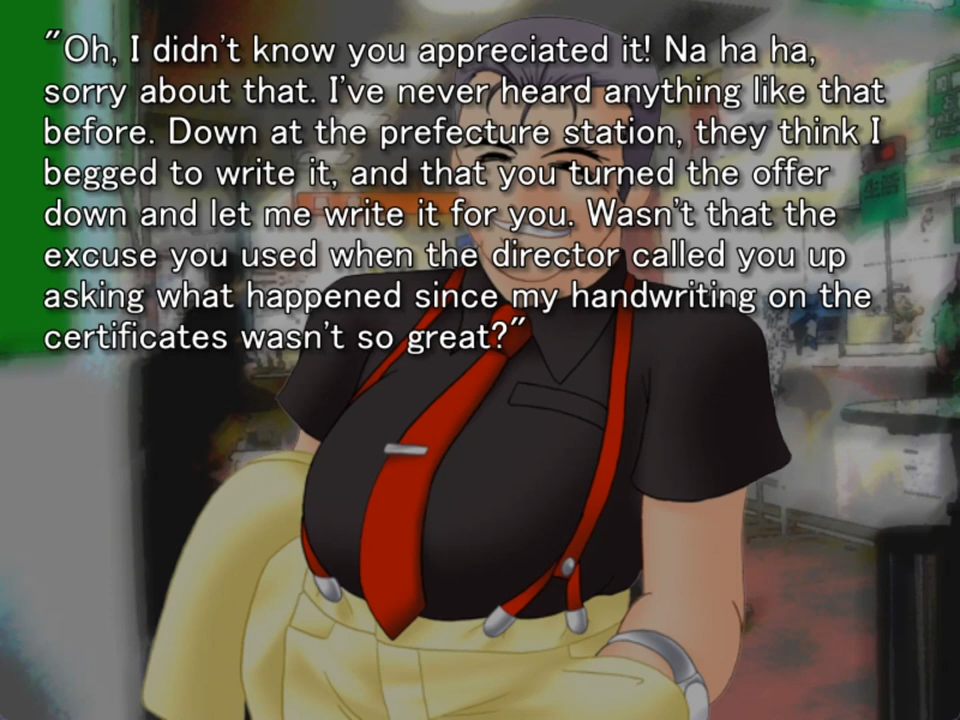 "Oh, I didn't know you appreciated it! Na ha ha,
sorry about that. I've never heard anything like that
before. Down at the prefecture station, they think I
begged to write it, and that you turned the offer
down and let me write it for you. Wasn't that the
excuse you used when the director called you up
asking what happened since my handwriting on the
certificates wasn't so great?"